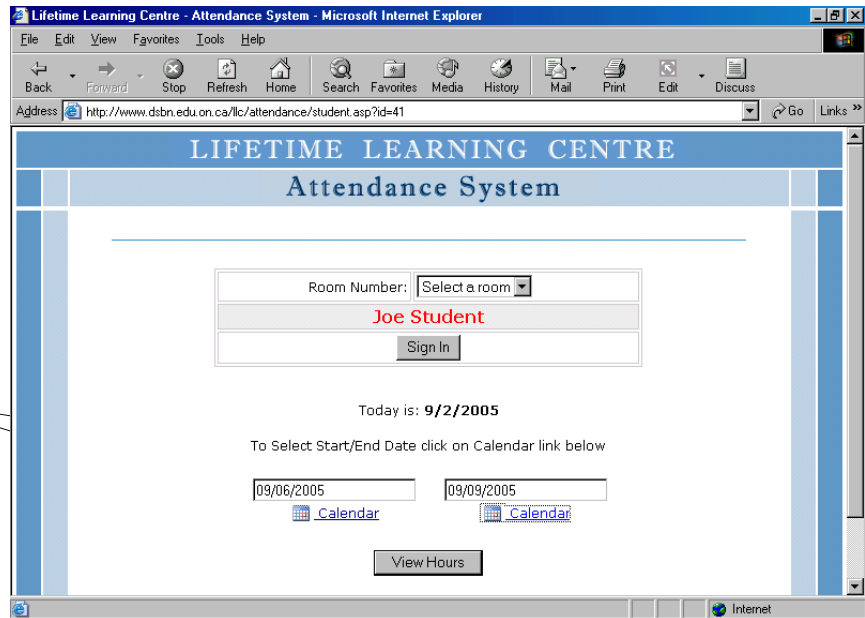 Lifetime Learning Centre - Attendance System - Microsoft Internet Explorer
File Edit View Favorites Tools Help
Back Forward Stop Refresh Home Search Favorites Media History Mail Print Edit Discuss
Address http://www.dsbn.edu.on.ca/llc/attendance/student.asp?id=41 Go Links »
LIFETIME LEARNING CENTRE
Attendance System
Room Number: Select a room
Joe Student
Sign In
Today is: 9/2/2005
To Select Start/End Date click on Calendar link below
09/06/2005 09/09/2005
Calendar Calendar
View Hours
Internet